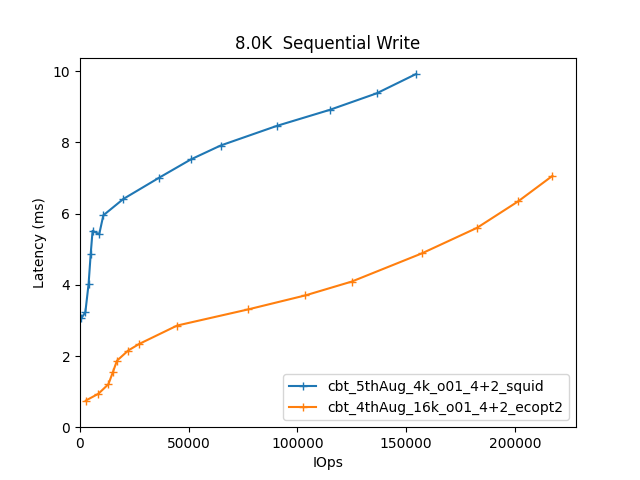 8.0K  Sequential Write
Latency (ms)
10
8
6
4
2
0
0 50000 100000 150000 200000
IOps
cbt_5thAug_4k_o01_4+2_squid
cbt_4thAug_16k_o01_4+2_ecopt2